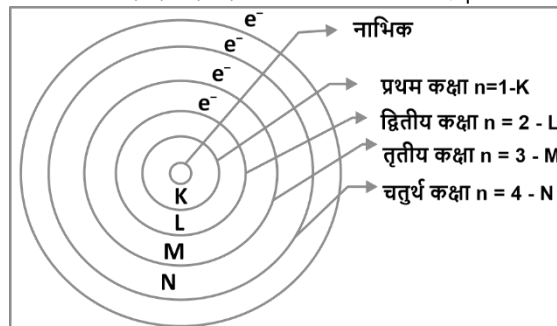 e⁻
नाभिक
e⁻
e⁻
प्रथम कक्षा n=1-K
e⁻
द्वितीय कक्षा n = 2 - L
तृतीय कक्षा n = 3 - M
चतुर्थ कक्षा n = 4 - N
K
L
M
N